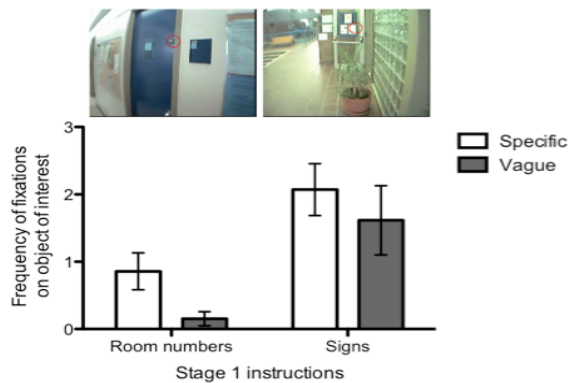 3
2
1
0
Frequency of fixations
on object of interest
Room numbers
Signs
Stage 1 instructions
Specific
Vague